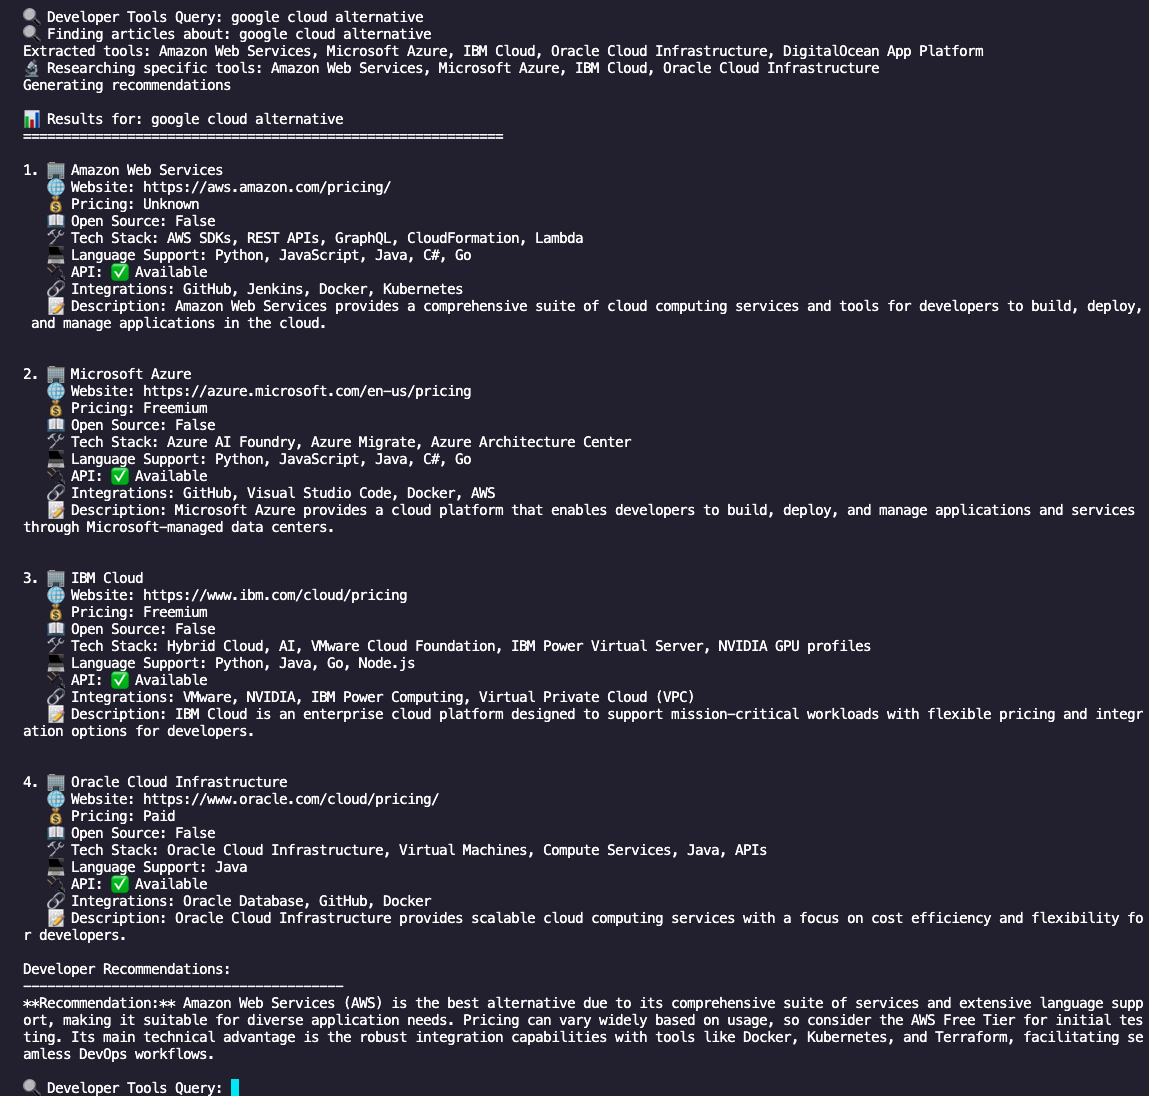 🔍 Developer Tools Query: google cloud alternative
🔍 Finding articles about: google cloud alternative
Extracted tools: Amazon Web Services, Microsoft Azure, IBM Cloud, Oracle Cloud Infrastructure, DigitalOcean App Platform
🔬 Researching specific tools: Amazon Web Services, Microsoft Azure, IBM Cloud, Oracle Cloud Infrastructure
Generating recommendations
📊 Results for: google cloud alternative
============================================================
1. 🏢 Amazon Web Services
🌐 Website: https://aws.amazon.com/pricing/
💰 Pricing: Unknown
📖 Open Source: False
🛠️ Tech Stack: AWS SDKs, REST APIs, GraphQL, CloudFormation, Lambda
💻 Language Support: Python, JavaScript, Java, C#, Go
🔌 API: ✅ Available
🔗 Integrations: GitHub, Jenkins, Docker, Kubernetes
📝 Description: Amazon Web Services provides a comprehensive suite of cloud computing services and tools for developers to build, deploy,
and manage applications in the cloud.
2. 🏢 Microsoft Azure
🌐 Website: https://azure.microsoft.com/en-us/pricing
💰 Pricing: Freemium
📖 Open Source: False
🛠️ Tech Stack: Azure AI Foundry, Azure Migrate, Azure Architecture Center
💻 Language Support: Python, JavaScript, Java, C#, Go
🔌 API: ✅ Available
🔗 Integrations: GitHub, Visual Studio Code, Docker, AWS
📝 Description: Microsoft Azure provides a cloud platform that enables developers to build, deploy, and manage applications and services
through Microsoft-managed data centers.
3. 🏢 IBM Cloud
🌐 Website: https://www.ibm.com/cloud/pricing
💰 Pricing: Freemium
📖 Open Source: False
🛠️ Tech Stack: Hybrid Cloud, AI, VMware Cloud Foundation, IBM Power Virtual Server, NVIDIA GPU profiles
💻 Language Support: Python, Java, Go, Node.js
🔌 API: ✅ Available
🔗 Integrations: VMware, NVIDIA, IBM Power Computing, Virtual Private Cloud (VPC)
📝 Description: IBM Cloud is an enterprise cloud platform designed to support mission-critical workloads with flexible pricing and integr
ation options for developers.
4. 🏢 Oracle Cloud Infrastructure
🌐 Website: https://www.oracle.com/cloud/pricing/
💰 Pricing: Paid
📖 Open Source: False
🛠️ Tech Stack: Oracle Cloud Infrastructure, Virtual Machines, Compute Services, Java, APIs
💻 Language Support: Java
🔌 API: ✅ Available
🔗 Integrations: Oracle Database, GitHub, Docker
📝 Description: Oracle Cloud Infrastructure provides scalable cloud computing services with a focus on cost efficiency and flexibility fo
r developers.
Developer Recommendations:
----------------------------------------
**Recommendation:** Amazon Web Services (AWS) is the best alternative due to its comprehensive suite of services and extensive language supp
ort, making it suitable for diverse application needs. Pricing can vary widely based on usage, so consider the AWS Free Tier for initial tes
ting. Its main technical advantage is the robust integration capabilities with tools like Docker, Kubernetes, and Terraform, facilitating se
amless DevOps workflows.
🔍 Developer Tools Query: